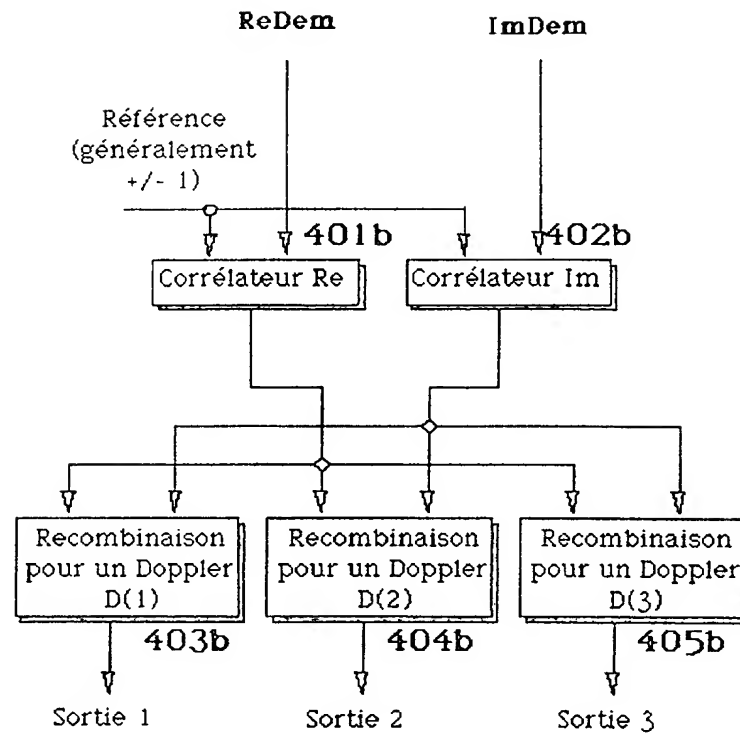 ReDem
ImDem
Référence
(généralement
+/- 1)
401b
402b
Corrélateur Re
Corrélateur Im
Recombinaison
pour un Doppler
D(1)
Recombinaison
pour un Doppler
D(2)
Recombinaison
pour un Doppler
D(3)
403b
404b
405b
Sortie 1
Sortie 2
Sortie 3